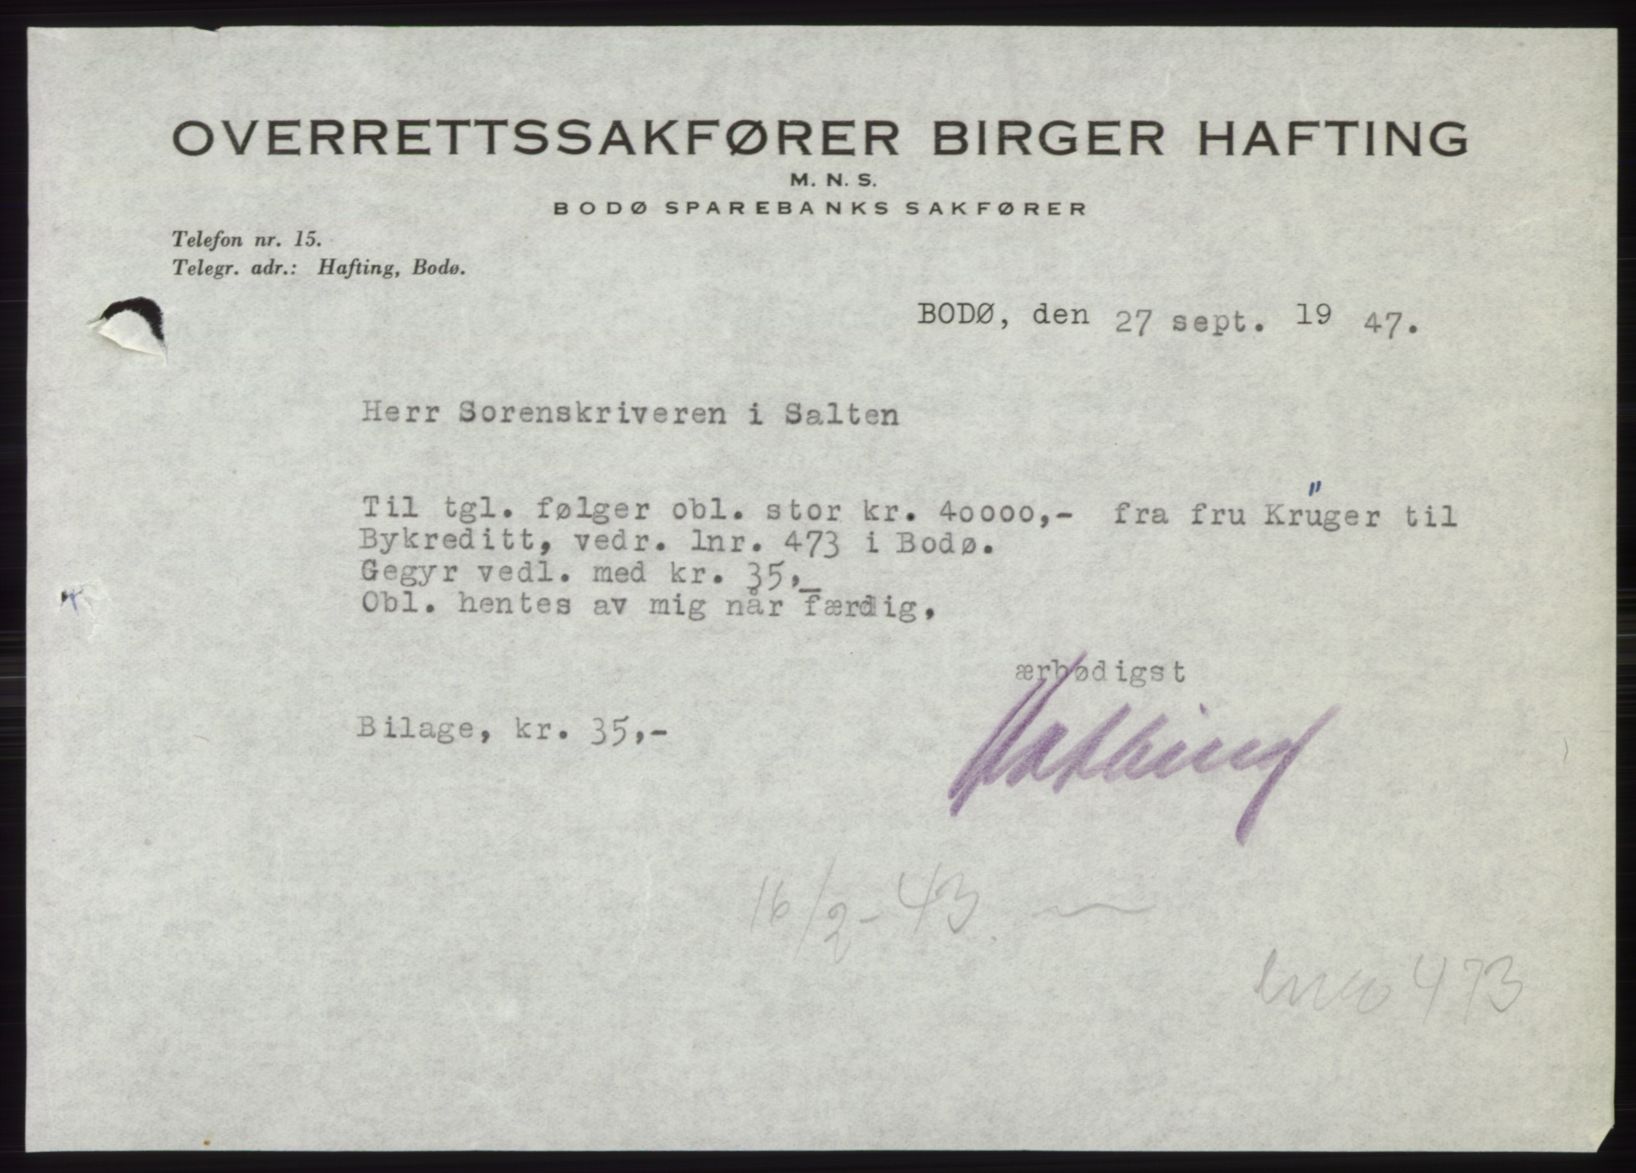 OVERRETTSSAKFØRER BIRGER HAFTING
M. N. S.
BODØ SPAREBANKS SAKFØRER
Telefon nr. 15.
Telegr. adr.: Hafting, Bodø.
BODØ, den 27 sept. 19 47.
Herr Sorenskriveren i Salten
Til tgl. følger obl. stor kr. 40000,- fra fru Krüger til
Bykreditt, vedr. lnr. 473 i Bodø.
Gegyr vedl. med kr. 35,-
Obl. hentes av mig når færdig,
ærbødigst
Hafting
Bilage, kr. 35,-
16/2-43.
473